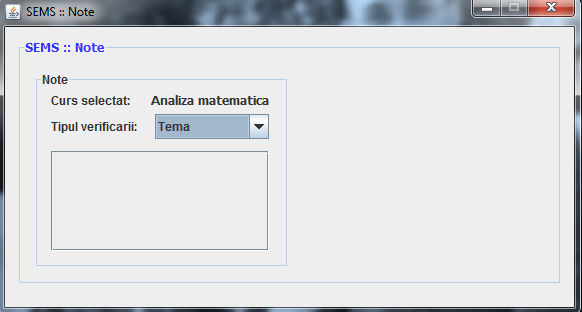 SEMS :: Note
SEMS :: Note
Note
Curs selectat: Analiza matematica
Tipul verificarii: Tema